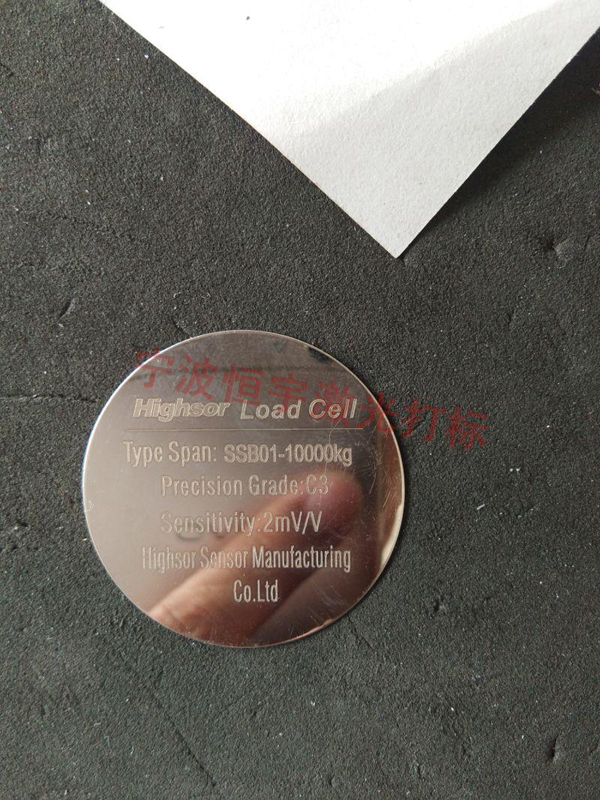 宁波恒宇激光打标
Highsor Load Cell
Type Span: SSB01-10000kg
Precision Grade:C3
Sensitivity:2mV/V
Highsor Sensor Manufacturing
Co.Ltd